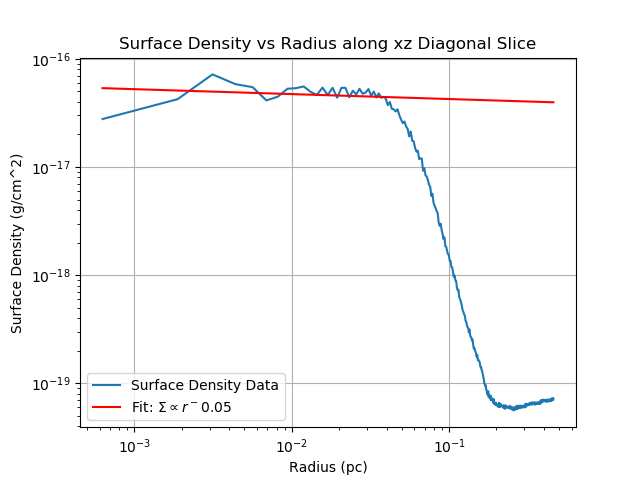 Surface Density vs Radius along xz Diagonal Slice
Surface Density (g/cm^2)
10⁻¹⁶
10⁻¹⁷
10⁻¹⁸
10⁻¹⁹
Surface Density Data
Fit: Σ ∝ r⁻0.05
10⁻³
10⁻²
10⁻¹
Radius (pc)